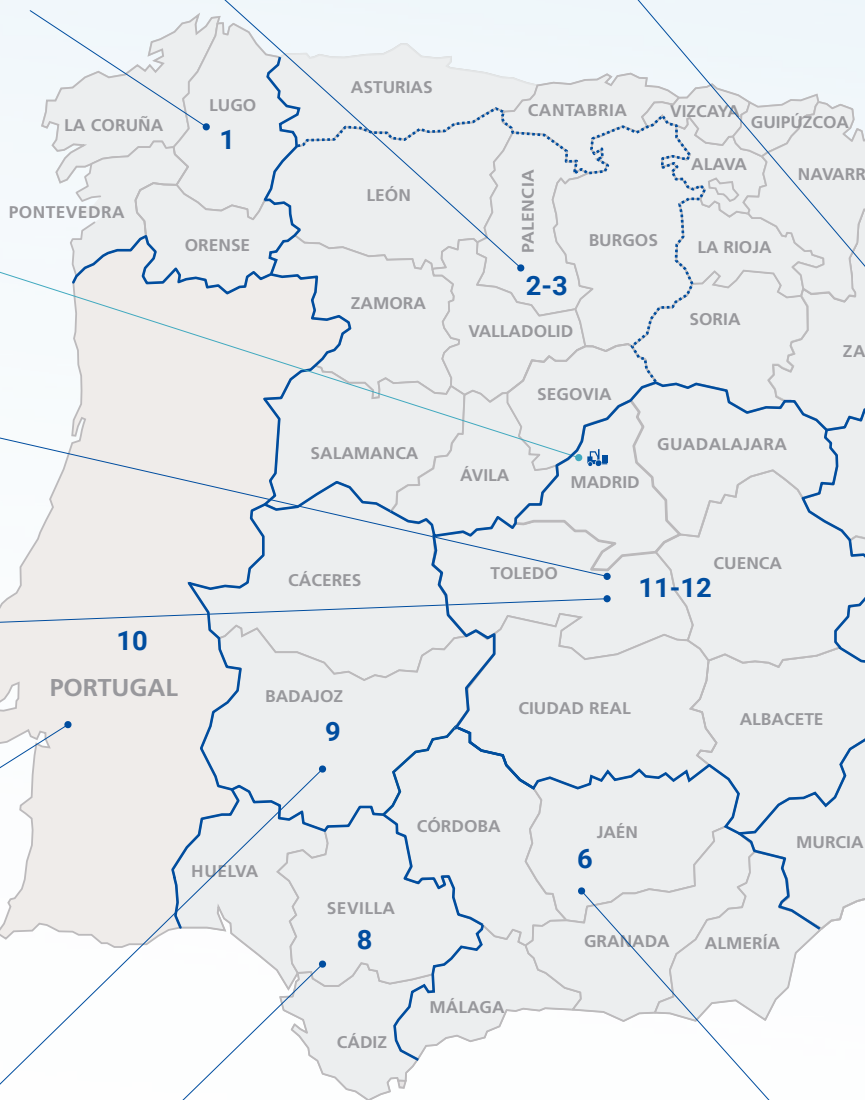 ASTURIAS
LUGO
CANTABRIA
VIZCAYA
GUIPÚZCOA
LA CORUÑA
1
ALAVA
NAVARR
LEÓN
PALENCIA
PONTEVEDRA
ORENSE
BURGOS
LA RIOJA
2-3
ZAMORA
VALLADOLID
SORIA
ZA
SEGOVIA
SALAMANCA
GUADALAJARA
ÁVILA
MADRID
CÁCERES
TOLEDO
CUENCA
11-12
10
PORTUGAL
BADAJOZ
CIUDAD REAL
ALBACETE
9
CÓRDOBA
JAÉN
MURCIA
6
HUELVA
SEVILLA
8
GRANADA
ALMERÍA
MÁLAGA
CÁDIZ